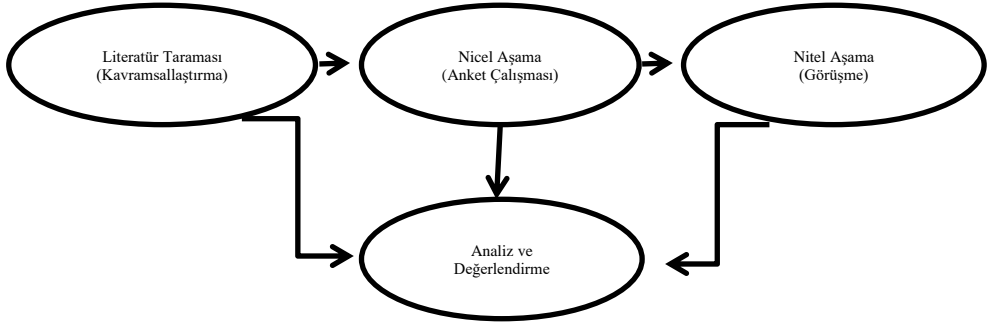 Literatür Taraması
(Kavramsallaştırma)
Nicel Aşama
(Anket Çalışması)
Nitel Aşama
(Görüşme)
Analiz ve
Değerlendirme